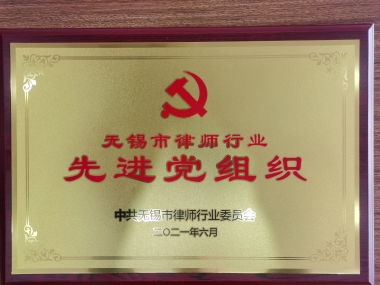 无锡市律师行业
先进党组织
中共无锡市律师行业委员会
二〇二一年六月